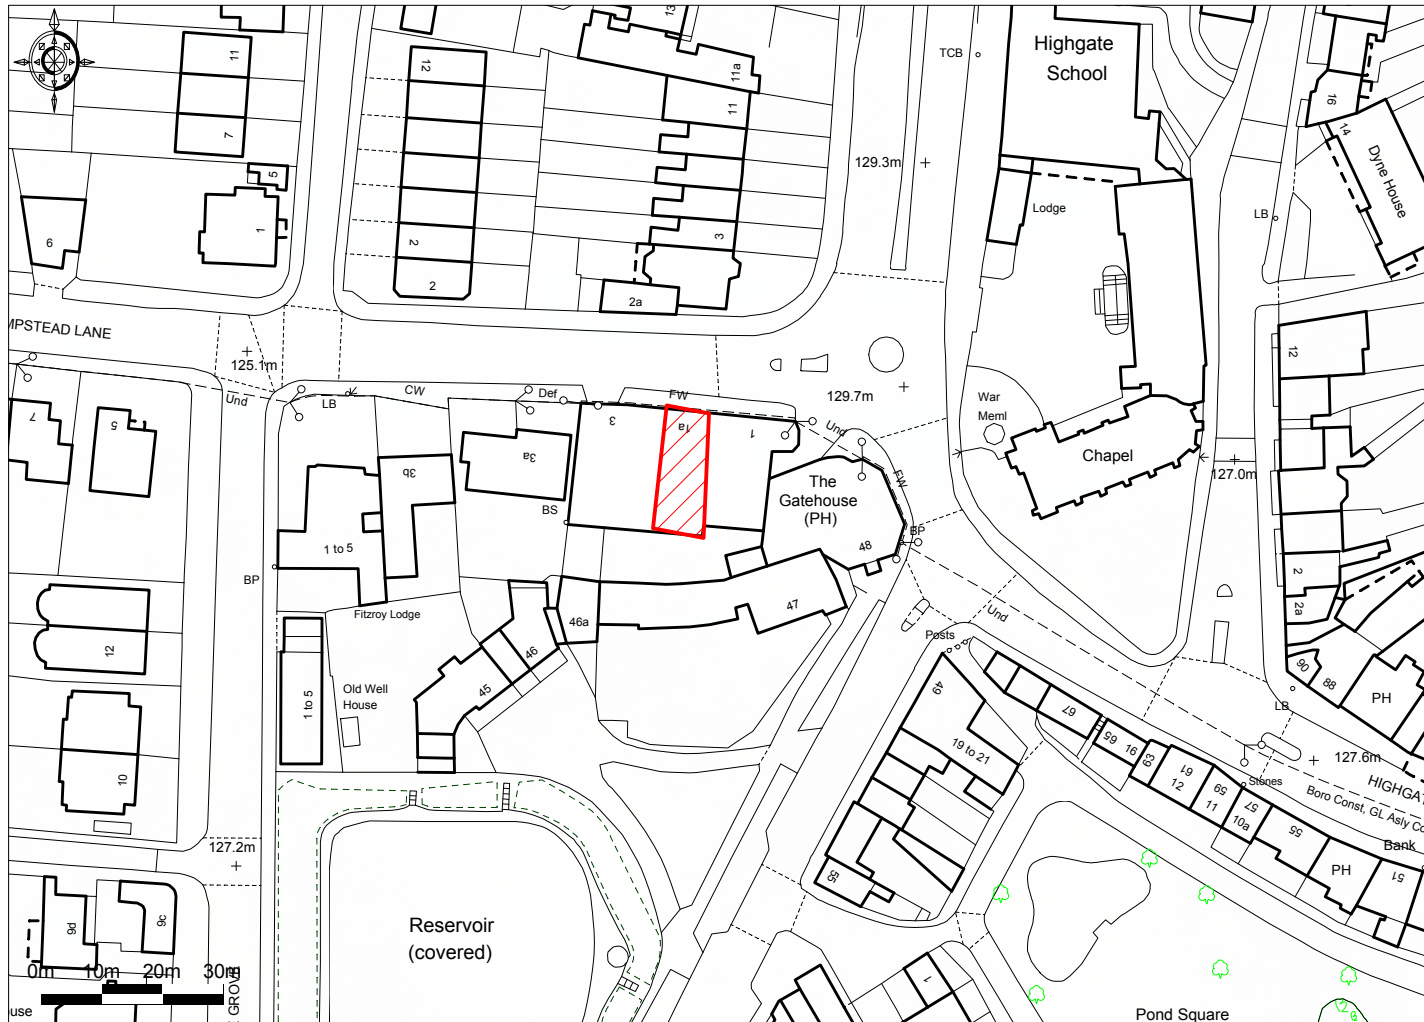 13
11
12
11a
11
Highgate
School
TCB
16
14
Dyne House
7
5
129.3m
1
6
2
3
Lodge
LB
2
2a
MPSTEAD LANE
125.1m
12
Und
LB
CW
Def
FW
129.7m
War
Meml
7
5
3
1a
1
Und
3a
3b
The
Gatehouse
(PH)
FW
Chapel
127.0m
BS
BP
48
1 to 5
BP
2
2a
Fitzroy Lodge
46a
47
Und
12
46
Posts
90
88
PH
1 to 5
Old Well
House
45
49
LB
67
65
16
19 to 21
63
61
12
59
11
57
10a
55
Stones
127.6m
HIGHGAT
Boro Const, GL Asly Co
Bank
51
PH
10
127.2m
55
9d
9c
Reservoir
(covered)
1
0m 10m 20m 30m
GROVE
use
Pond Square